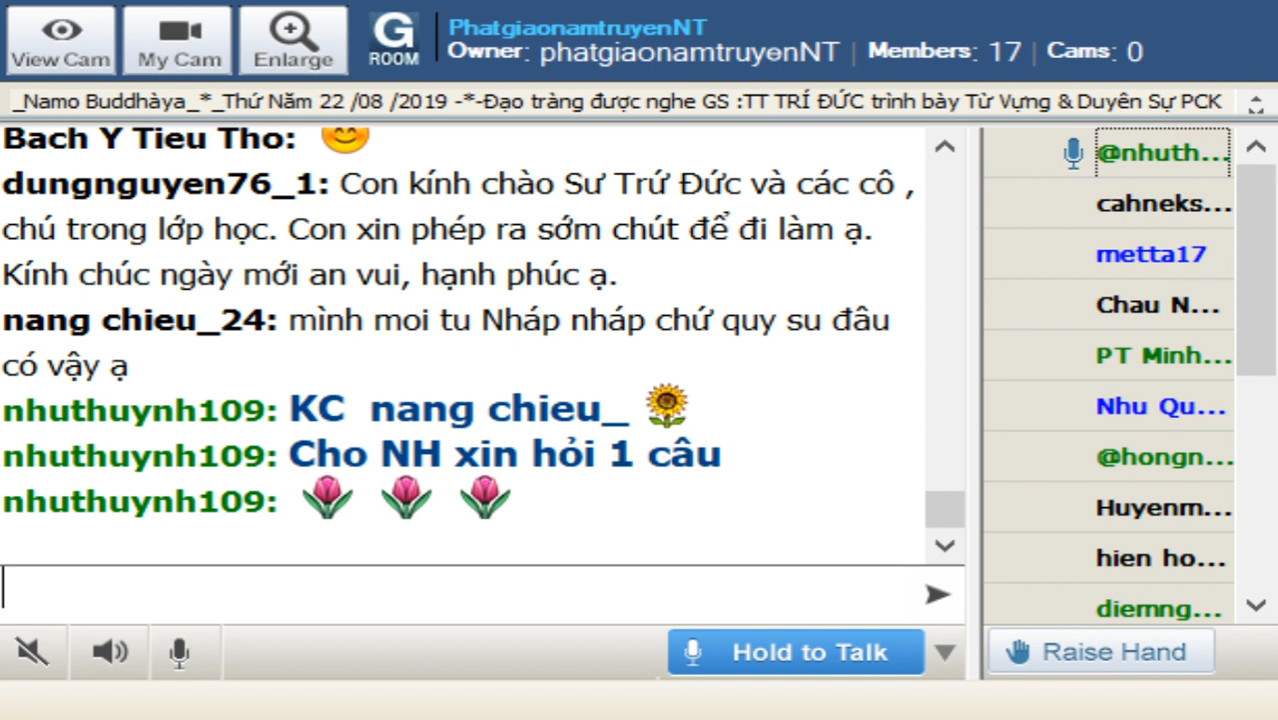 View Cam
My Cam
Enlarge
G
ROOM
PhatgiaonamtruyenNT
Owner: phatgiaonamtruyenNT | Members: 17 | Cams: 0
_Namo Buddhàya_*_Thứ Năm 22 /08 /2019 -*-Đạo tràng được nghe GS :TT TRÍ ĐỨC trình bày Từ Vựng & Duyên Sự PCK
Bach Y Tieu Tho:
dungnguyen76_1: Con kính chào Sư Trứ Đức và các cô ,
chú trong lớp học. Con xin phép ra sớm chút để đi làm ạ.
Kính chúc ngày mới an vui, hạnh phúc ạ.
nang chieu_24: mình moi tu Nháp nháp chứ quy su đâu
có vậy ạ
nhuthuynh109: KC nang chieu_
nhuthuynh109: Cho NH xin hỏi 1 câu
nhuthuynh109:
@nhuth...
cahneks...
metta17
Chau N...
PT Minh...
Nhu Qu...
@hongn...
Huyenm...
hien ho...
diemng...
Hold to Talk
Raise Hand